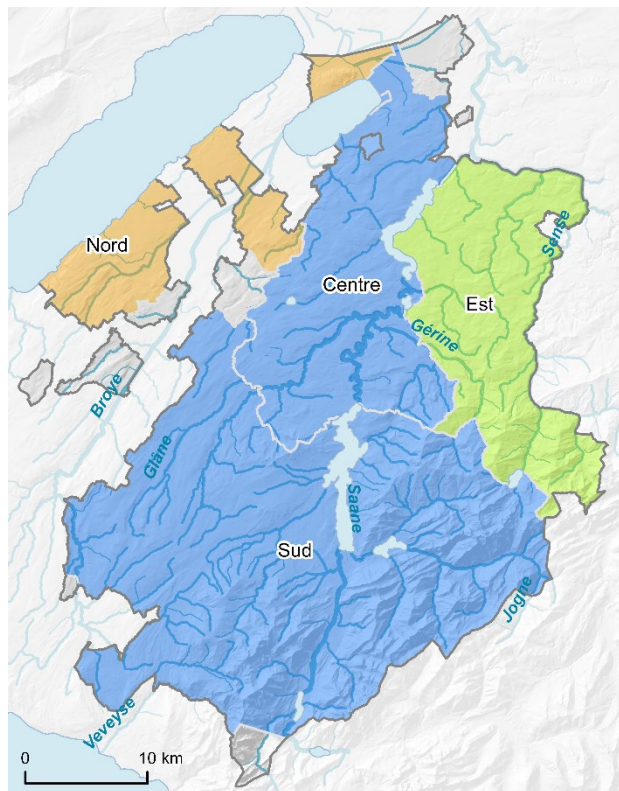 Nord
Sense
Centre
Est
Gérine
Broye
Glâne
Saane
Sud
Jogne
Veveyse
0 10 km